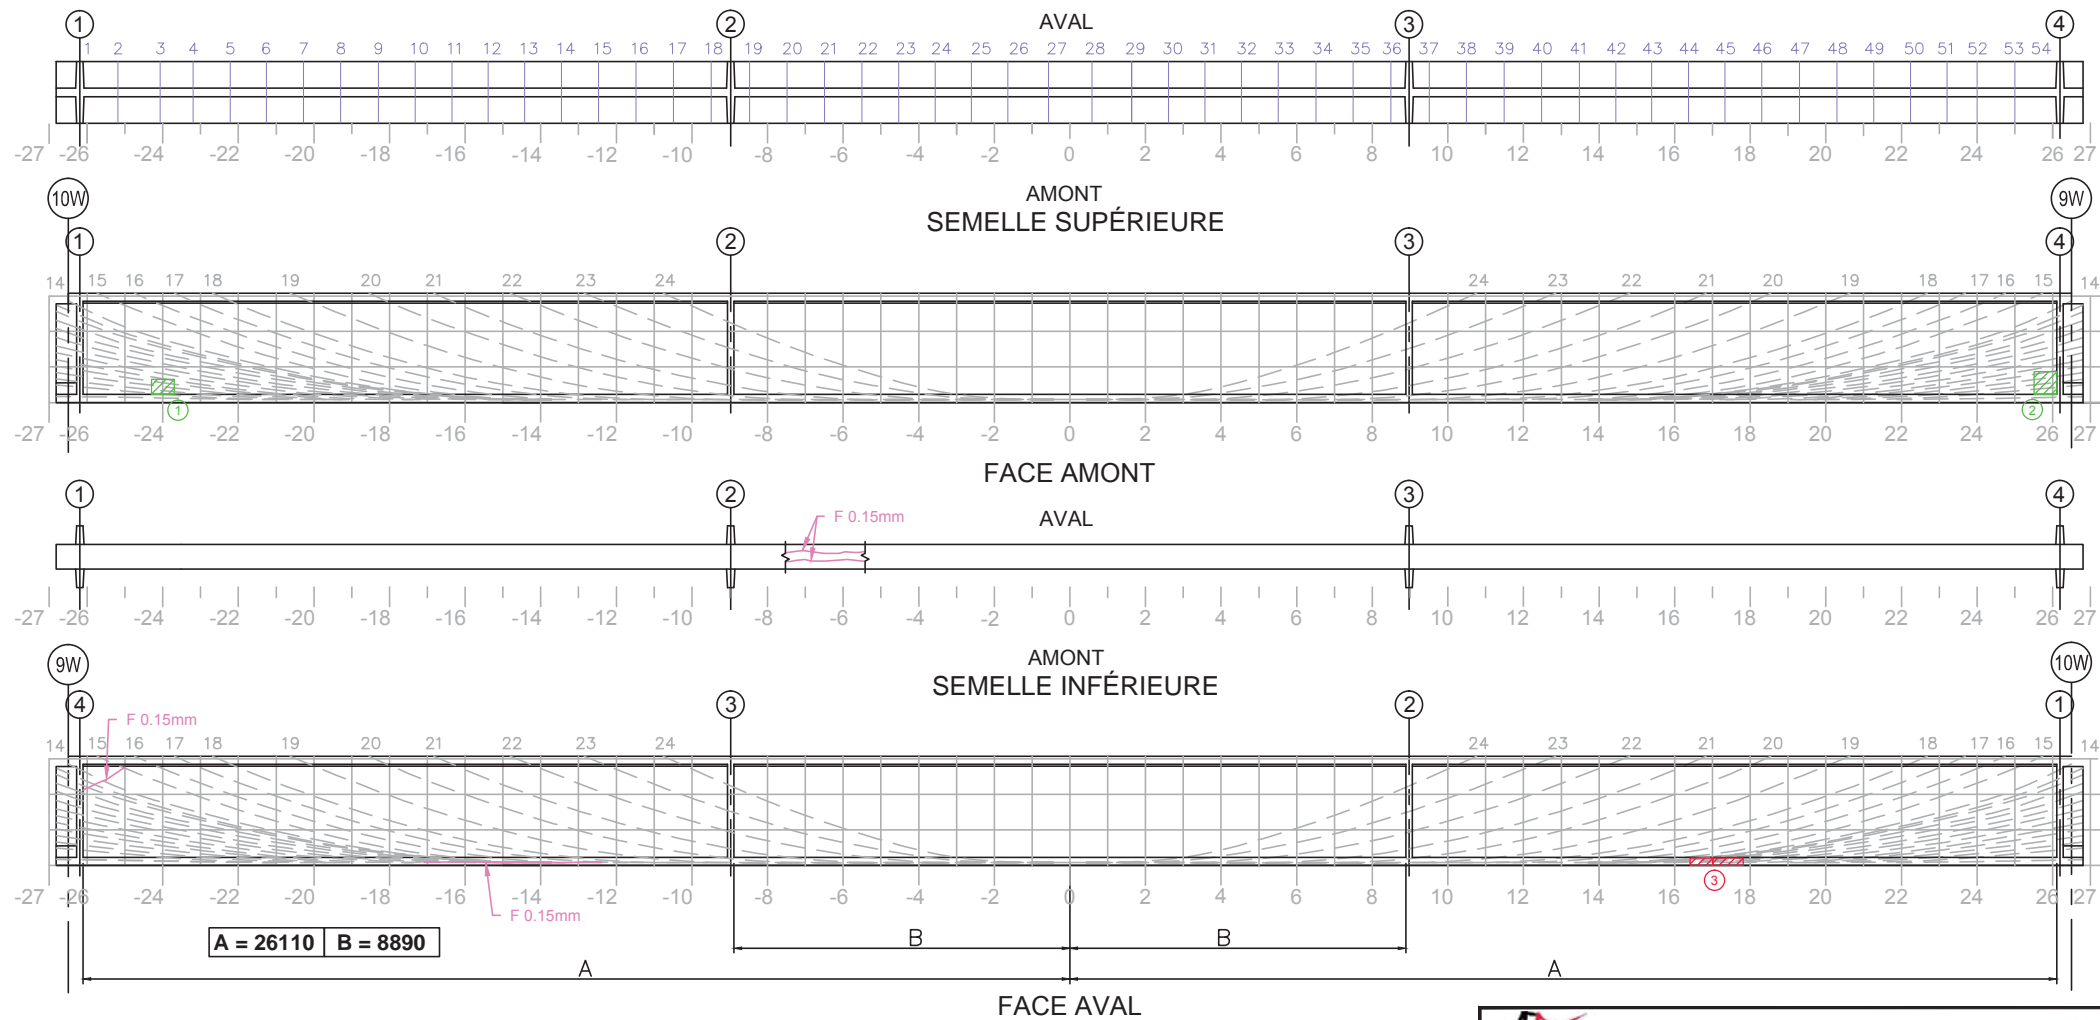 1 2 AVAL 3 4
1 2 3 4 5 6 7 8 9 10 11 12 13 14 15 16 17 18 19 20 21 22 23 24 25 26 27 28 29 30 31 32 33 34 35 36 37 38 39 40 41 42 43 44 45 46 47 48 49 50 51 52 53 54
-27 -26 -24 -22 -20 -18 -16 -14 -12 -10 -8 -6 -4 -2 0 2 4 6 8 10 12 14 16 18 20 22 24 26 27
10W AMONT 9W
SEMELLE SUPÉRIEURE
1 2 3 4
14 15 16 17 18 19 20 21 22 23 24 24 23 22 21 20 19 18 17 16 15 14
1 2
-27 -26 -24 -22 -20 -18 -16 -14 -12 -10 -8 -6 -4 -2 0 2 4 6 8 10 12 14 16 18 20 22 24 26 27
FACE AMONT
1 2 3 4
F 0.15mm AVAL
-27 -26 -24 -22 -20 -18 -16 -14 -12 -10 -8 -6 -4 -2 0 2 4 6 8 10 12 14 16 18 20 22 24 26 27
9W AMONT 10W
SEMELLE INFÉRIEURE
4 3 2 1
F 0.15mm
14 15 16 17 18 19 20 21 22 23 24 24 23 22 21 20 19 18 17 16 15 14
3
-27 -26 -24 -22 -20 -18 -16 -14 -12 -10 -8 -6 -4 -2 0 2 4 6 8 10 12 14 16 18 20 22 24 26 27
F 0.15mm
A = 26110 B = 8890 B B
A A
FACE AVAL